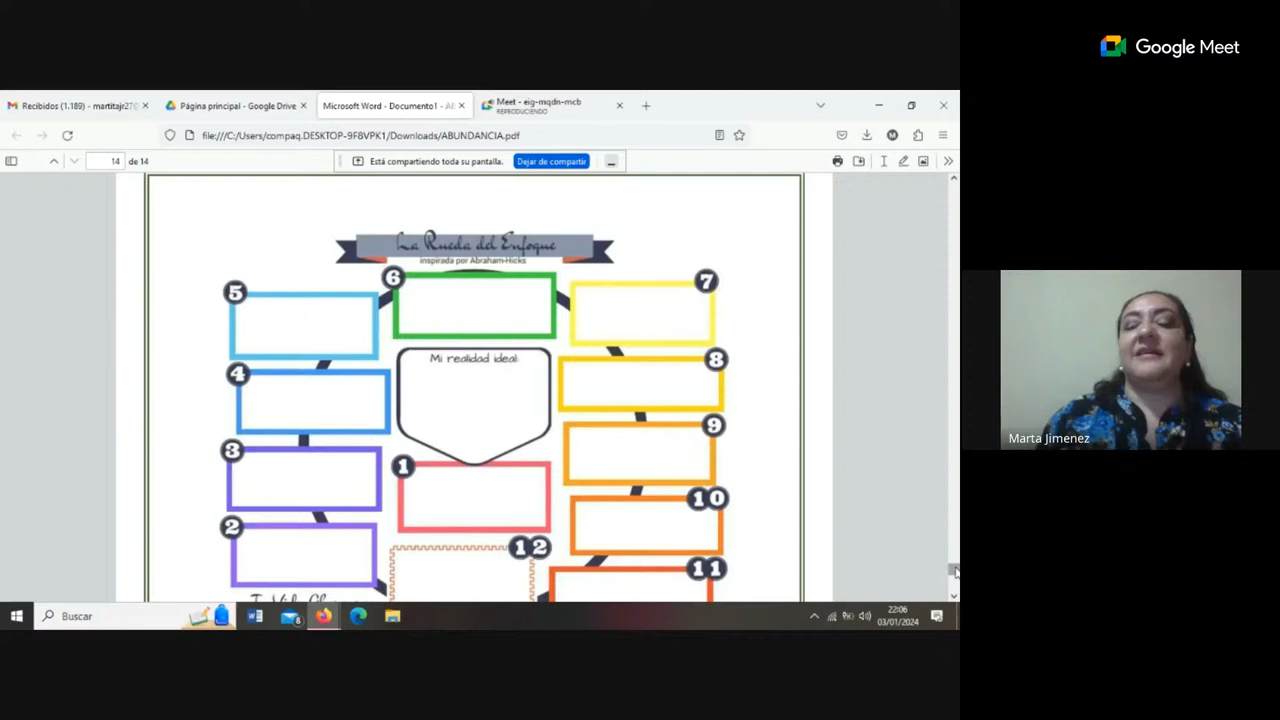 Google Meet
Recibidos (1.189) - martitajr27@
Página principal - Google Drive
Microsoft Word - Documento1 - AB
Meet - eig-mqdn-mcb
REPRODUCIENDO
file:///C:/Users/compaq.DESKTOP-9F8VPK1/Downloads/ABUNDANCIA.pdf
14 de 14
Está compartiendo toda su pantalla.
Dejar de compartir
La Rueda del Enfoque
inspirada por Abraham-Hicks
5
6
7
Mi realidad ideal:
4
8
3
9
1
10
2
12
11
Marta Jimenez
Buscar
8
22:06
03/01/2024